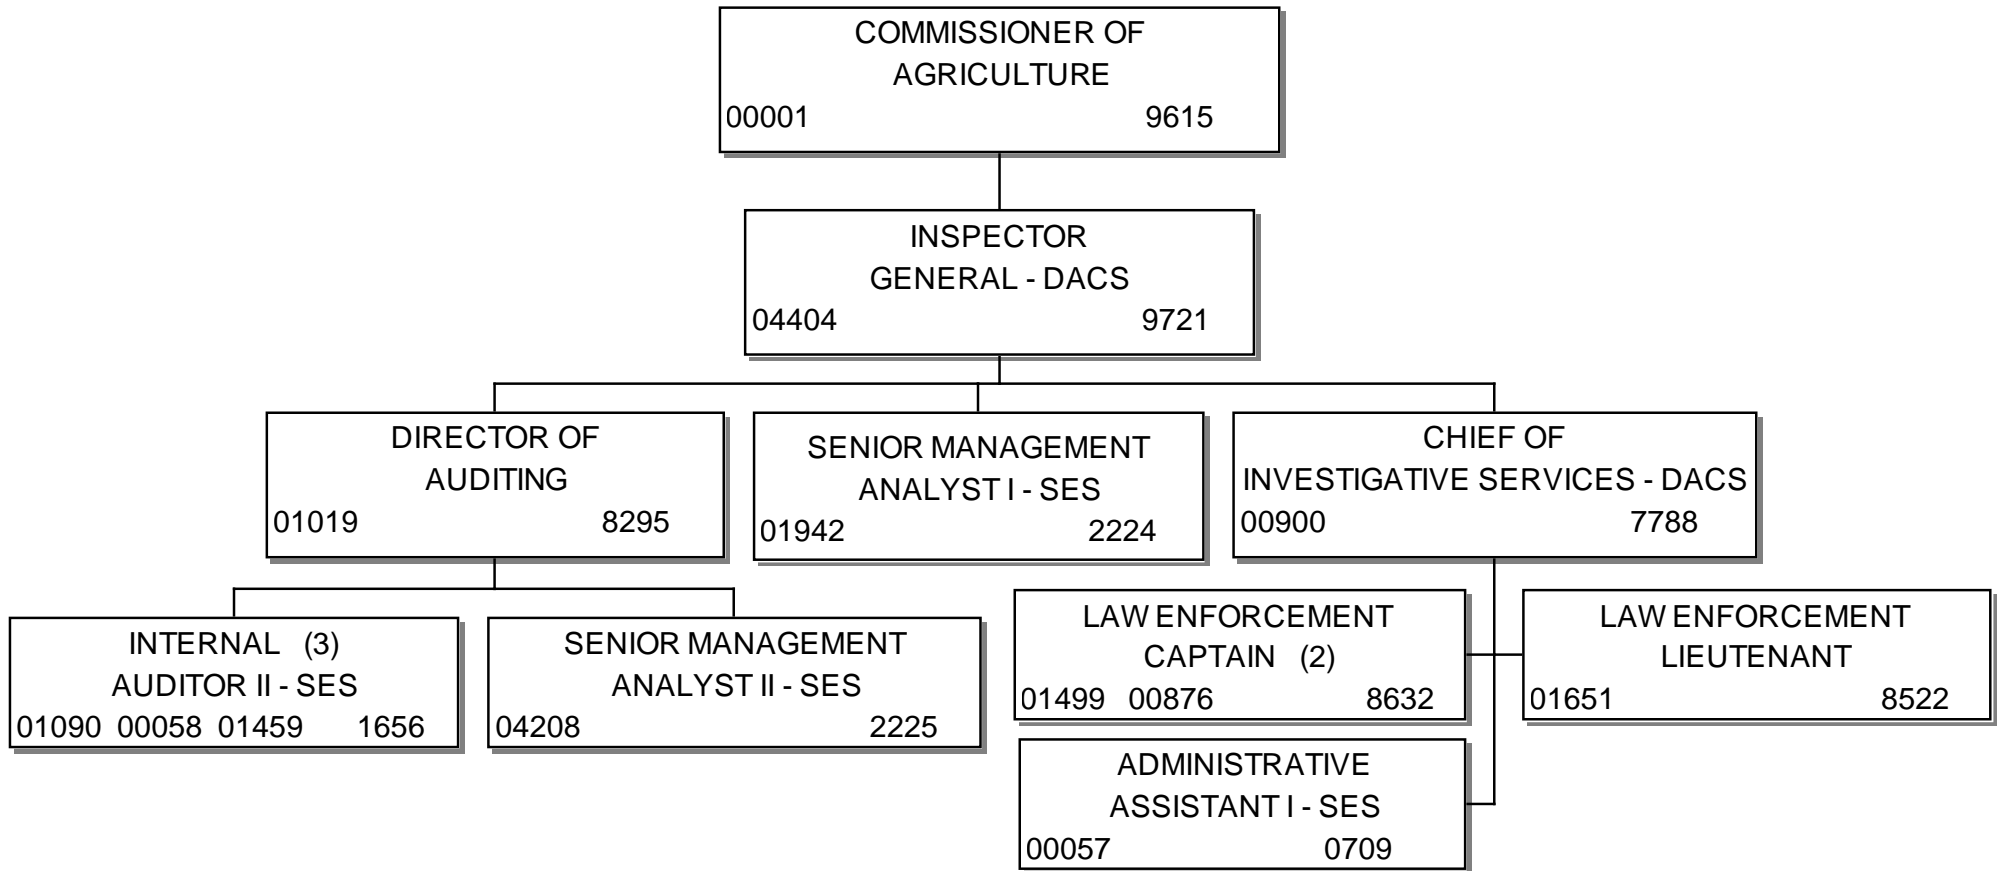 COMMISSIONER OF
AGRICULTURE
00001 9615
INSPECTOR
GENERAL - DACS
04404 9721
DIRECTOR OF
AUDITING
01019 8295
SENIOR MANAGEMENT
ANALYST I - SES
01942 2224
CHIEF OF
INVESTIGATIVE SERVICES - DACS
00900 7788
INTERNAL (3)
AUDITOR II - SES
01090 00058 01459 1656
SENIOR MANAGEMENT
ANALYST II - SES
04208 2225
LAW ENFORCEMENT
CAPTAIN (2)
01499 00876 8632
LAW ENFORCEMENT
LIEUTENANT
01651 8522
ADMINISTRATIVE
ASSISTANT I - SES
00057 0709